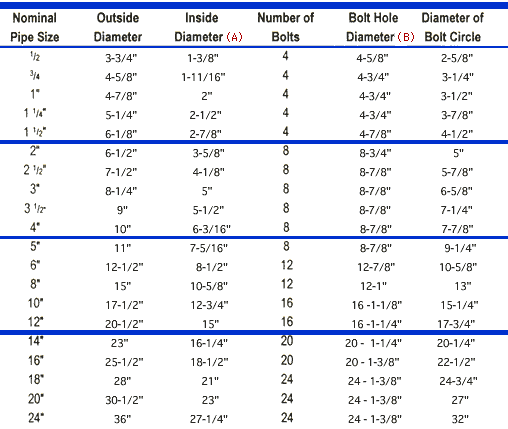 Nominal Outside Inside Number of Bolt Hole Diameter of
Pipe Size Diameter Diameter (A) Bolts Diameter (B) Bolt Circle
1/2 3-3/4" 1-3/8" 4 4-5/8" 2-5/8"
3/4 4-5/8" 1-11/16" 4 4-3/4" 3-1/4"
1" 4-7/8" 2" 4 4-3/4" 3-1/2"
1 1/4" 5-1/4" 2-1/2" 4 4-3/4" 3-7/8"
1 1/2" 6-1/8" 2-7/8" 4 4-7/8" 4-1/2"
2" 6-1/2" 3-5/8" 8 8-3/4" 5"
2 1/2" 7-1/2" 4-1/8" 8 8-7/8" 5-7/8"
3" 8-1/4" 5" 8 8-7/8" 6-5/8"
3 1/2" 9" 5-1/2" 8 8-7/8" 7-1/4"
4" 10" 6-3/16" 8 8-7/8" 7-7/8"
5" 11" 7-5/16" 8 8-7/8" 9-1/4"
6" 12-1/2" 8-1/2" 12 12-7/8" 10-5/8"
8" 15" 10-5/8" 12 12-1" 13"
10" 17-1/2" 12-3/4" 16 16 -1-1/8" 15-1/4"
12" 20-1/2" 15" 16 16 -1-1/4" 17-3/4"
14" 23" 16-1/4" 20 20 - 1-1/4" 20-1/4"
16" 25-1/2" 18-1/2" 20 20 - 1-3/8" 22-1/2"
18" 28" 21" 24 24 - 1-3/8" 24-3/4"
20" 30-1/2" 23" 24 24 - 1-3/8" 27"
24" 36" 27-1/4" 24 24 - 1-3/8" 32"